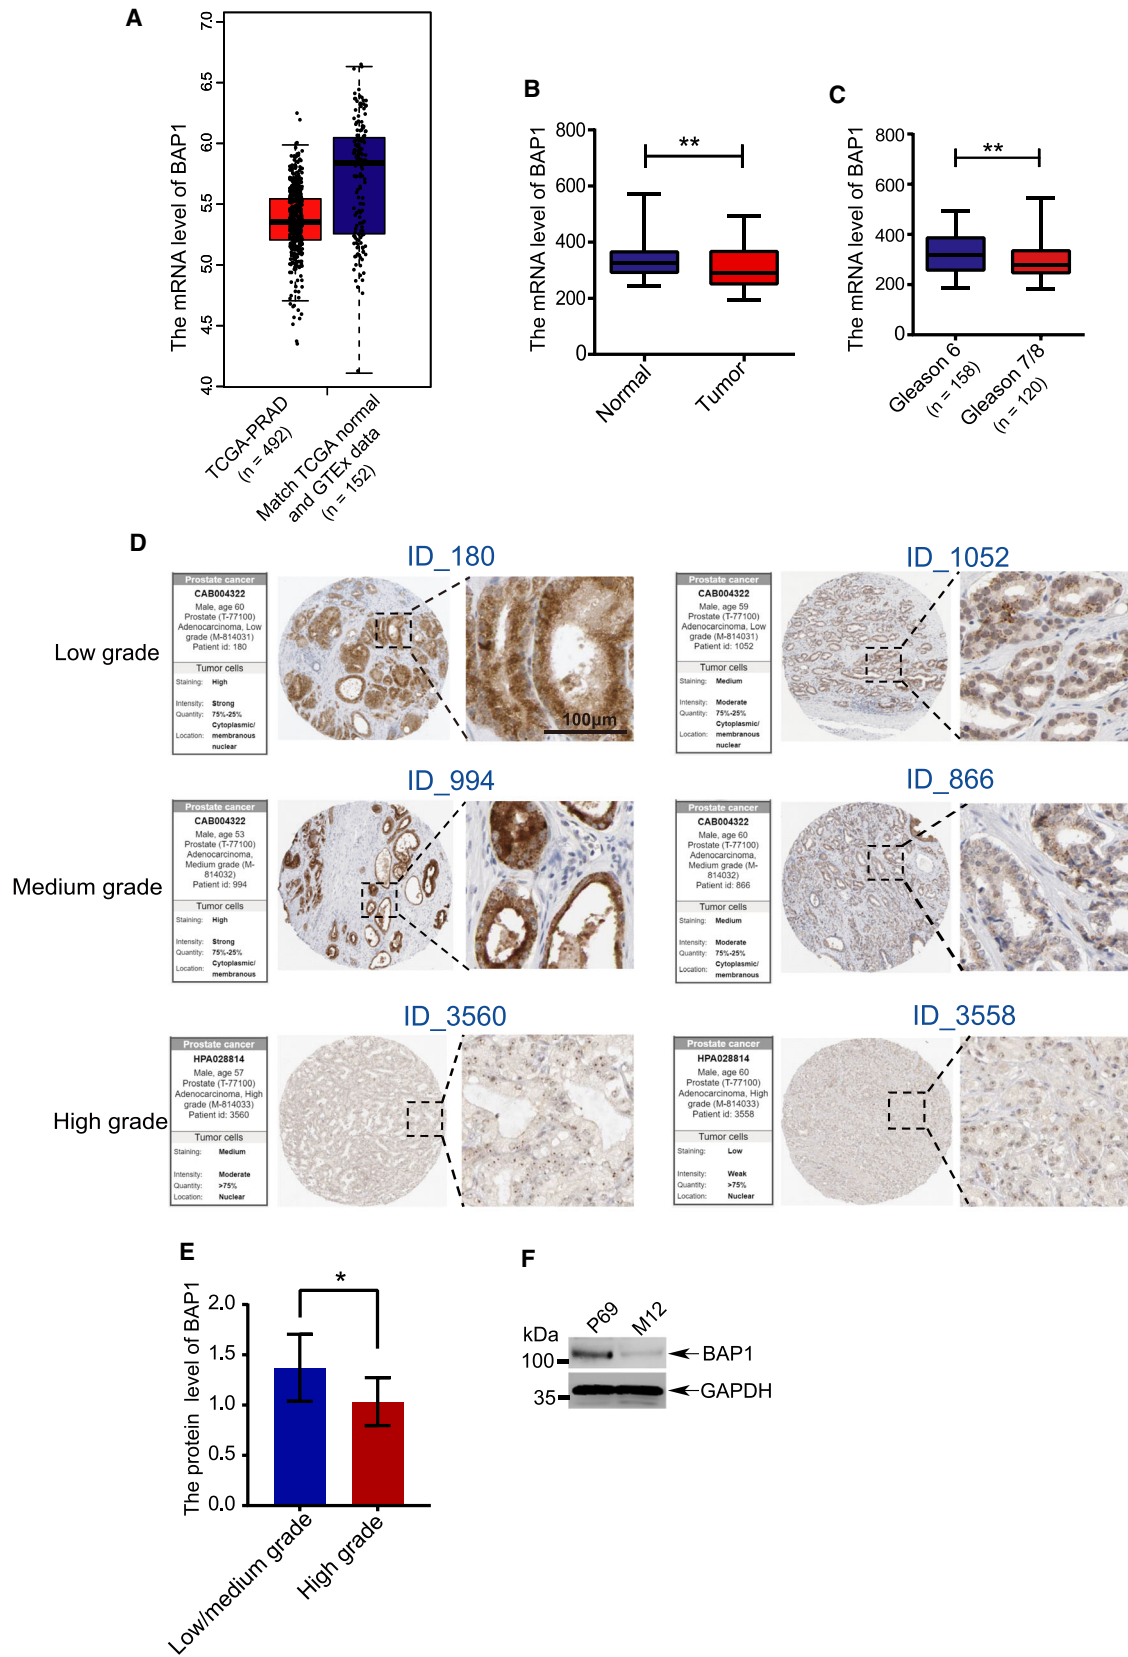 A
The mRNA level of BAP1
7.0
6.5
6.0
5.5
5.0
4.5
4.0
TCGA-PRAD
(n = 492)
Match TCGA normal
and GTEx data
(n = 152)
B
The mRNA level of BAP1
800
600
400
200
0
**
Normal
Tumor
C
The mRNA level of BAP1
800
600
400
200
0
**
Gleason 6
(n = 158)
Gleason 7/8
(n = 120)
D
Low grade
ID_180
Prostate cancer
CAB004322
Male, age 60
Prostate (T-77100)
Adenocarcinoma, Low
grade (M-814031)
Patient id: 180
Tumor cells
Staining: High
Intensity: Strong
Quantity: 75%-25%
Cytoplasmic/
Location: membranous
nuclear
100μm
ID_1052
Prostate cancer
CAB004322
Male, age 59
Prostate (T-77100)
Adenocarcinoma, Low
grade (M-814031)
Patient id: 1052
Tumor cells
Staining: Medium
Intensity: Moderate
Quantity: 75%-25%
Cytoplasmic/
Location: membranous
nuclear
Medium grade
ID_994
Prostate cancer
CAB004322
Male, age 53
Prostate (T-77100)
Adenocarcinoma,
Medium grade (M-
814032)
Patient id: 994
Tumor cells
Staining: High
Intensity: Strong
Quantity: 75%-25%
Location: Cytoplasmic/
membranous
ID_866
Prostate cancer
CAB004322
Male, age 60
Prostate (T-77100)
Adenocarcinoma,
Medium grade (M-
814032)
Patient id: 866
Tumor cells
Staining: Medium
Intensity: Moderate
Quantity: 75%-25%
Location: Cytoplasmic/
membranous
High grade
ID_3560
Prostate cancer
HPA028814
Male, age 57
Prostate (T-77100)
Adenocarcinoma, High
grade (M-814033)
Patient id: 3560
Tumor cells
Staining: Medium
Intensity: Moderate
Quantity: >75%
Location: Nuclear
ID_3558
Prostate cancer
HPA028814
Male, age 60
Prostate (T-77100)
Adenocarcinoma, High
grade (M-814033)
Patient id: 3558
Tumor cells
Staining: Low
Intensity: Weak
Quantity: >75%
Location: Nuclear
E
The protein level of BAP1
2.0
1.5
1.0
0.5
0.0
*
Low/medium grade
High grade
F
kDa
P69
M12
100
BAP1
35
GAPDH